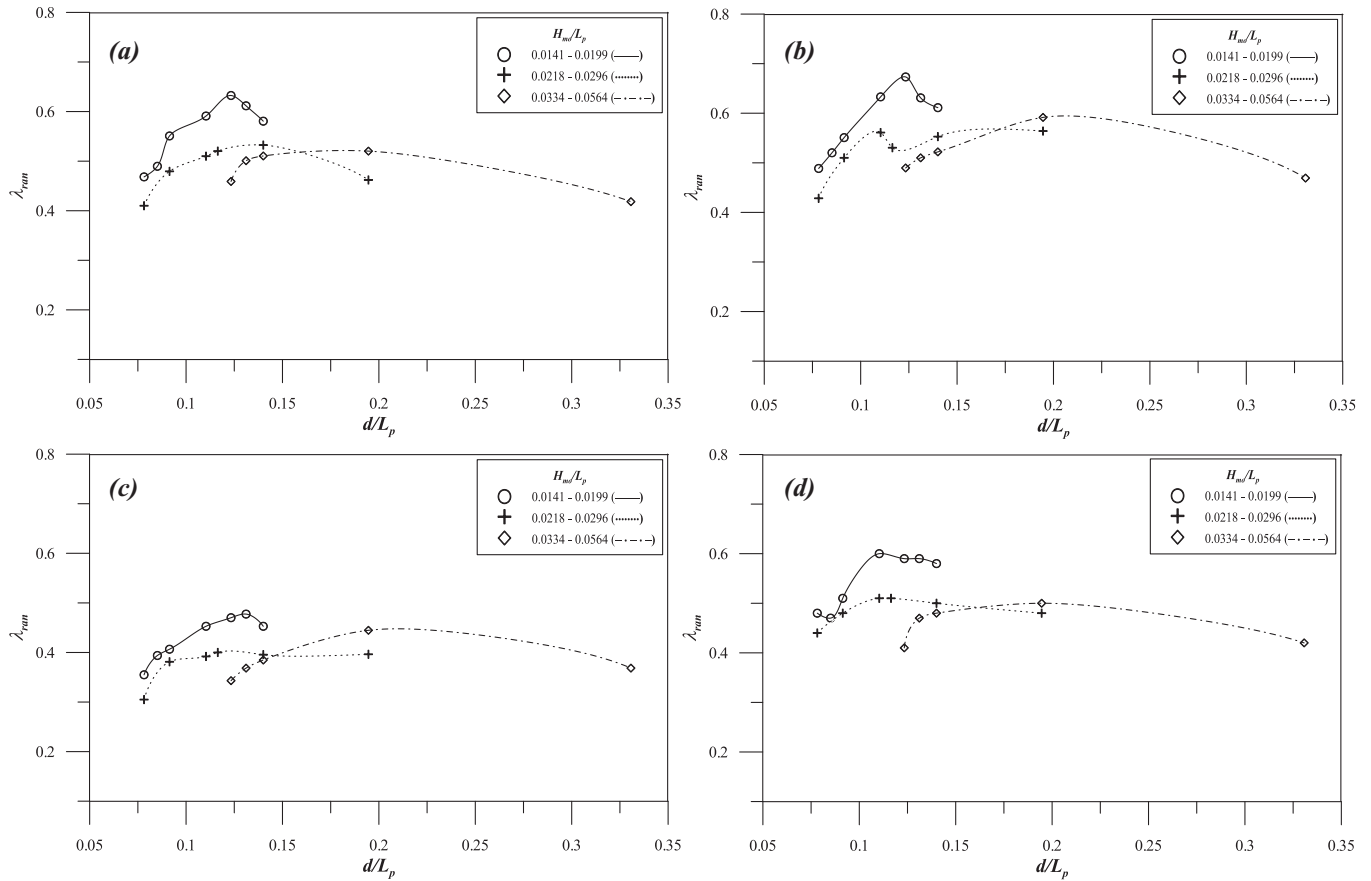 (a)
H_mo/L_p
0.0141 – 0.0199 (——)
0.0218 – 0.0296 (········)
0.0334 – 0.0564 (–·–·–)
0.8
0.6
0.4
0.2
λ_ran
0.05 0.1 0.15 0.2 0.25 0.3 0.35
d/L_p
(b)
H_mo/L_p
0.0141 – 0.0199 (——)
0.0218 – 0.0296 (········)
0.0334 – 0.0564 (–·–·–)
0.8
0.6
0.4
0.2
λ_ran
0.05 0.1 0.15 0.2 0.25 0.3 0.35
d/L_p
(c)
H_mo/L_p
0.0141 – 0.0199 (——)
0.0218 – 0.0296 (········)
0.0334 – 0.0564 (–·–·–)
0.8
0.6
0.4
0.2
λ_ran
0.05 0.1 0.15 0.2 0.25 0.3 0.35
d/L_p
(d)
H_mo/L_p
0.0141 – 0.0199 (——)
0.0218 – 0.0296 (········)
0.0334 – 0.0564 (–·–·–)
0.8
0.6
0.4
0.2
λ_ran
0.05 0.1 0.15 0.2 0.25 0.3 0.35
d/L_p